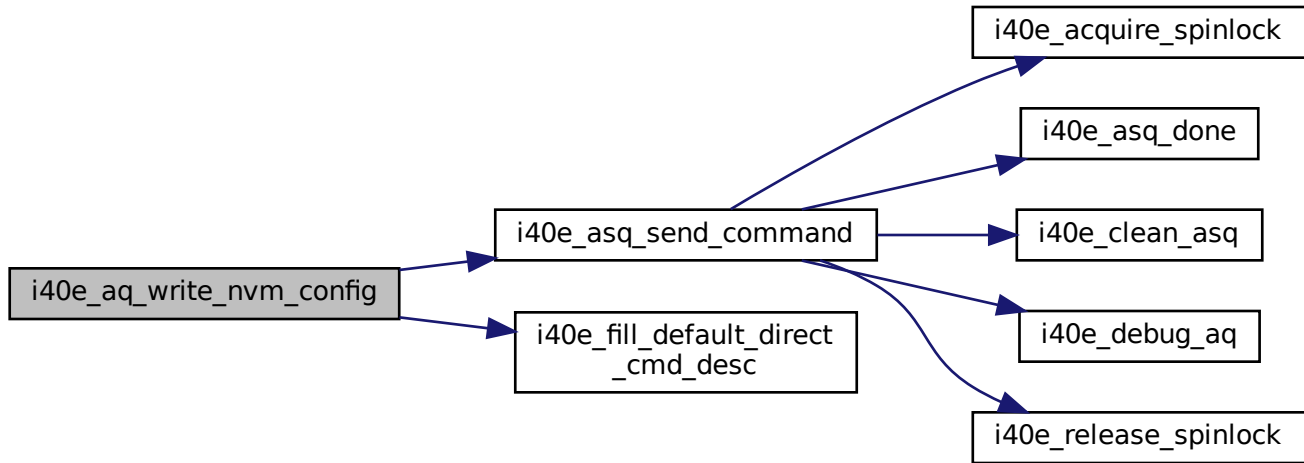 i40e_acquire_spinlock
i40e_asq_done
i40e_asq_send_command
i40e_clean_asq
i40e_aq_write_nvm_config
i40e_fill_default_direct
_cmd_desc
i40e_debug_aq
i40e_release_spinlock